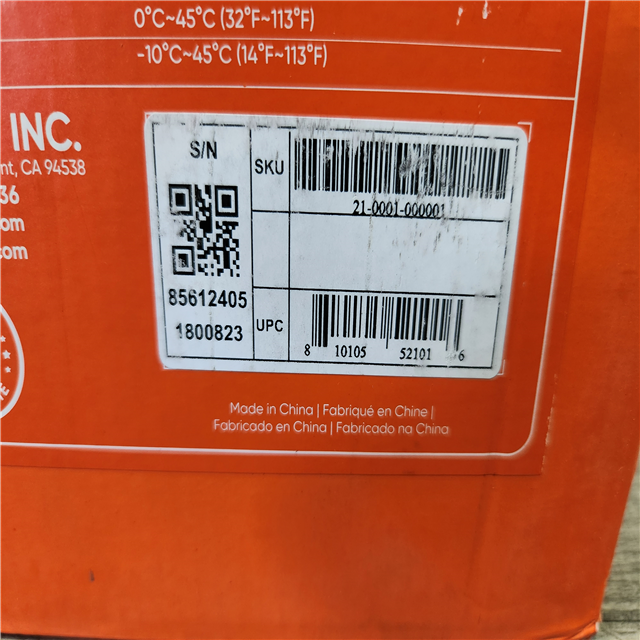 0°C~45°C (32°F~113°F)
-10°C~45°C (14°F~113°F)
INC.
nt, CA 94538
36
om
.com
S/N
SKU
21-0001-000001
85612405
1800823
UPC
8 10105 52101 6
Made in China | Fabriqué en Chine |
Fabricado en China | Fabricado na China